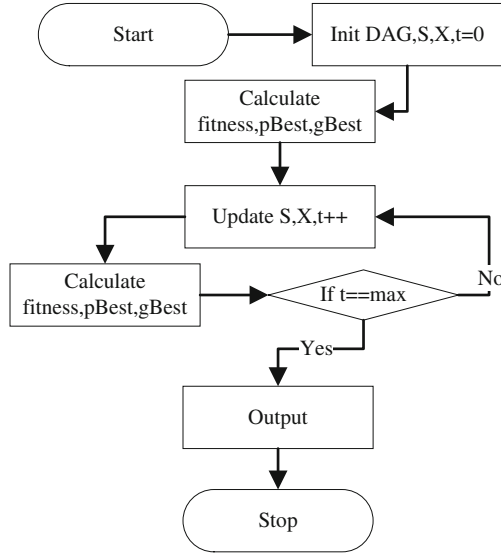 Start
Init DAG,S,X,t=0
Calculate
fitness,pBest,gBest
Update S,X,t++
Calculate
fitness,pBest,gBest
If t==max
No
Yes
Output
Stop